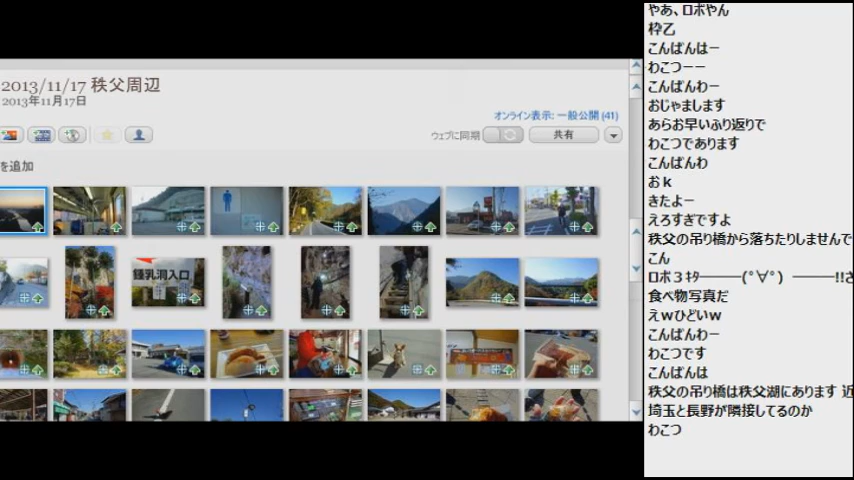 2013/11/17 秩父周辺
2013年11月17日
オンライン表示: 一般公開 (41)
ウェブに同期
共有
を追加
鍾乳洞入口
やあ、ロボやん
枠乙
こんばんはー
わこつーー
こんばんわー
おじゃまします
あらお早いふり返りで
わこつであります
こんばんわ
おｋ
きたよー
えろすぎですよ
秩父の吊り橋から落ちたりしませんで
こん
ロボ３ｷﾀ━━━(ﾟ∀ﾟ)━━━!!さ
食べ物写真だ
えｗひどいｗ
こんばんわー
わこつです
こんばんは
秩父の吊り橋は秩父湖にあります 近
埼玉と長野が隣接してるのか
わこつ